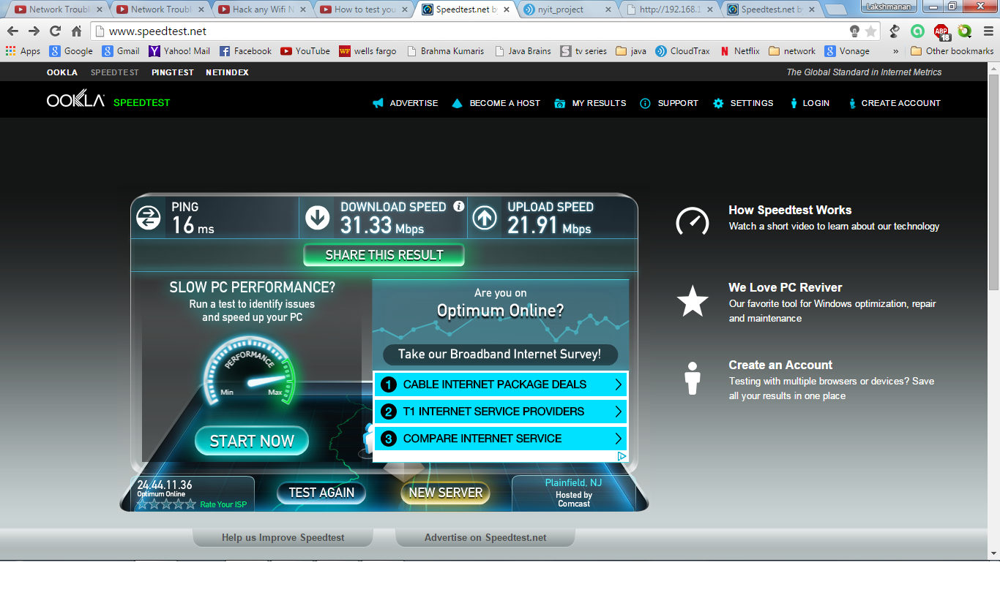 Network Troubl
Network Troubl
Hack any Wifi N
How to test you
Speedtest.net by
nyit_project
http://192.168.1
Speedtest.net by
Lakshmanan
www.speedtest.net
ABP
18
Apps
Google
Gmail
Yahoo! Mail
Facebook
YouTube
WF
wells fargo
Brahma Kumaris
Java Brains
tv series
java
CloudTrax
Netflix
network
Vonage
»
Other bookmarks
OOKLA
SPEEDTEST
PINGTEST
NETINDEX
The Global Standard in Internet Metrics
OOKLA SPEEDTEST
ADVERTISE
BECOME A HOST
MY RESULTS
SUPPORT
SETTINGS
LOGIN
CREATE ACCOUNT
PING
16 ms
DOWNLOAD SPEED
31.33 Mbps
UPLOAD SPEED
21.91 Mbps
SHARE THIS RESULT
SLOW PC PERFORMANCE?
Run a test to identify issues
and speed up your PC
PERFORMANCE
Min
Max
START NOW
Are you on
Optimum Online?
Take our Broadband Internet Survey!
1 CABLE INTERNET PACKAGE DEALS
2 T1 INTERNET SERVICE PROVIDERS
3 COMPARE INTERNET SERVICE
24.44.11.36
Optimum Online
Rate Your ISP
TEST AGAIN
NEW SERVER
Plainfield, NJ
Hosted by
Comcast
How Speedtest Works
Watch a short video to learn about our technology
We Love PC Reviver
Our favorite tool for Windows optimization, repair
and maintenance
Create an Account
Testing with multiple browsers or devices? Save
all your results in one place
Help us Improve Speedtest
Advertise on Speedtest.net